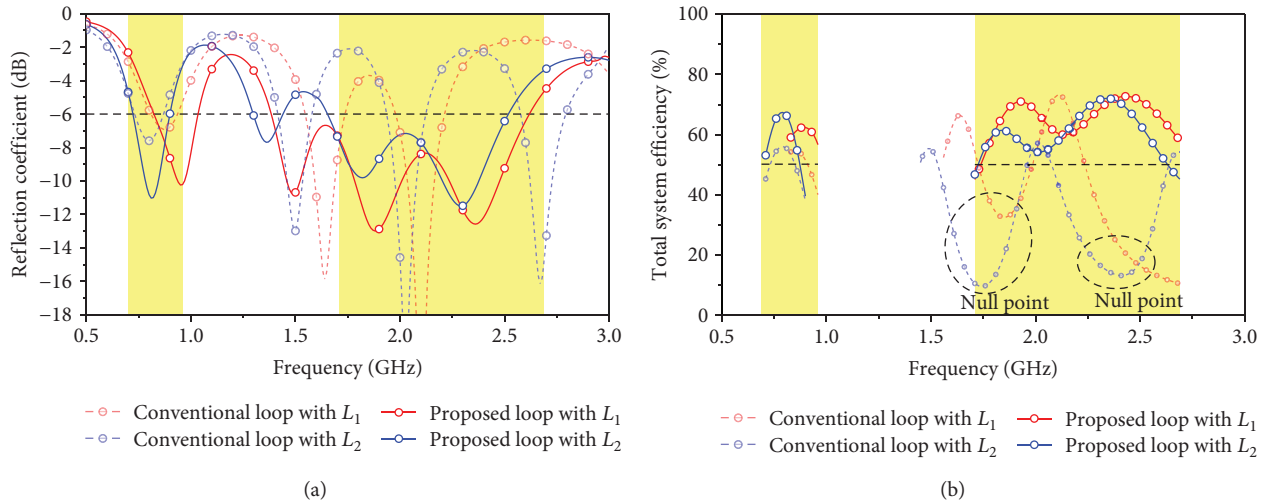 0
−2
−4
−6
−8
−10
−12
−14
−16
−18
Reflection coefficient (dB)
0.5
1.0
1.5
2.0
2.5
3.0
Frequency (GHz)
Conventional loop with L₁
Conventional loop with L₂
Proposed loop with L₁
Proposed loop with L₂
(a)
100
80
60
40
20
0
Total system efficiency (%)
Null point
Null point
0.5
1.0
1.5
2.0
2.5
3.0
Frequency (GHz)
Conventional loop with L₁
Conventional loop with L₂
Proposed loop with L₁
Proposed loop with L₂
(b)